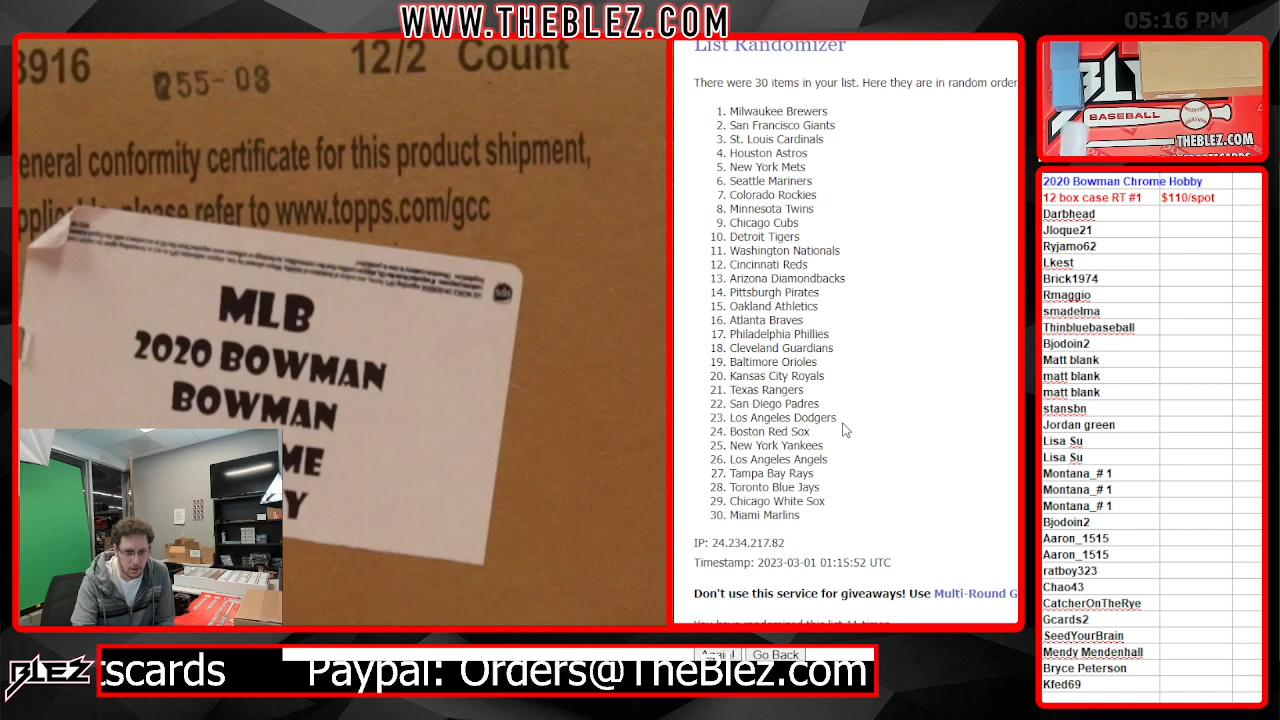 WWW.THEBLEZ.COM
05:16 PM
3916
255-03
12/2 Count
eneral conformity certificate for this product shipment,
please refer to www.topps.com/gcc
MLB
2020 BOWMAN
BOWMAN
ME
Y
List Randomizer
There were 30 items in your list. Here they are in random order
1. Milwaukee Brewers
2. San Francisco Giants
3. St. Louis Cardinals
4. Houston Astros
5. New York Mets
6. Seattle Mariners
7. Colorado Rockies
8. Minnesota Twins
9. Chicago Cubs
10. Detroit Tigers
11. Washington Nationals
12. Cincinnati Reds
13. Arizona Diamondbacks
14. Pittsburgh Pirates
15. Oakland Athletics
16. Atlanta Braves
17. Philadelphia Phillies
18. Cleveland Guardians
19. Baltimore Orioles
20. Kansas City Royals
21. Texas Rangers
22. San Diego Padres
23. Los Angeles Dodgers
24. Boston Red Sox
25. New York Yankees
26. Los Angeles Angels
27. Tampa Bay Rays
28. Toronto Blue Jays
29. Chicago White Sox
30. Miami Marlins
IP: 24.234.217.82
Timestamp: 2023-03-01 01:15:52 UTC
Don't use this service for giveaways! Use Multi-Round G
You have randomized this list 11 times
Again! Go Back
BL
BASEBALL
THEBLEZ.COM
2020 Bowman Chrome Hobby
12 box case RT #1 $110/spot
Darbhead
Jloque21
Ryjamo62
Lkest
Brick1974
Rmaggio
smadelma
Thinbluebaseball
Bjodoin2
Matt blank
matt blank
matt blank
stansbn
Jordan green
Lisa Su
Lisa Su
Montana_# 1
Montana_# 1
Montana_# 1
Bjodoin2
Aaron_1515
Aaron_1515
ratboy323
Chao43
CatcherOnTheRye
Gcards2
SeedYourBrain
Mendy Mendenhall
Bryce Peterson
Kfed69
BLEZ
tscards Paypal: Orders@TheBlez.com